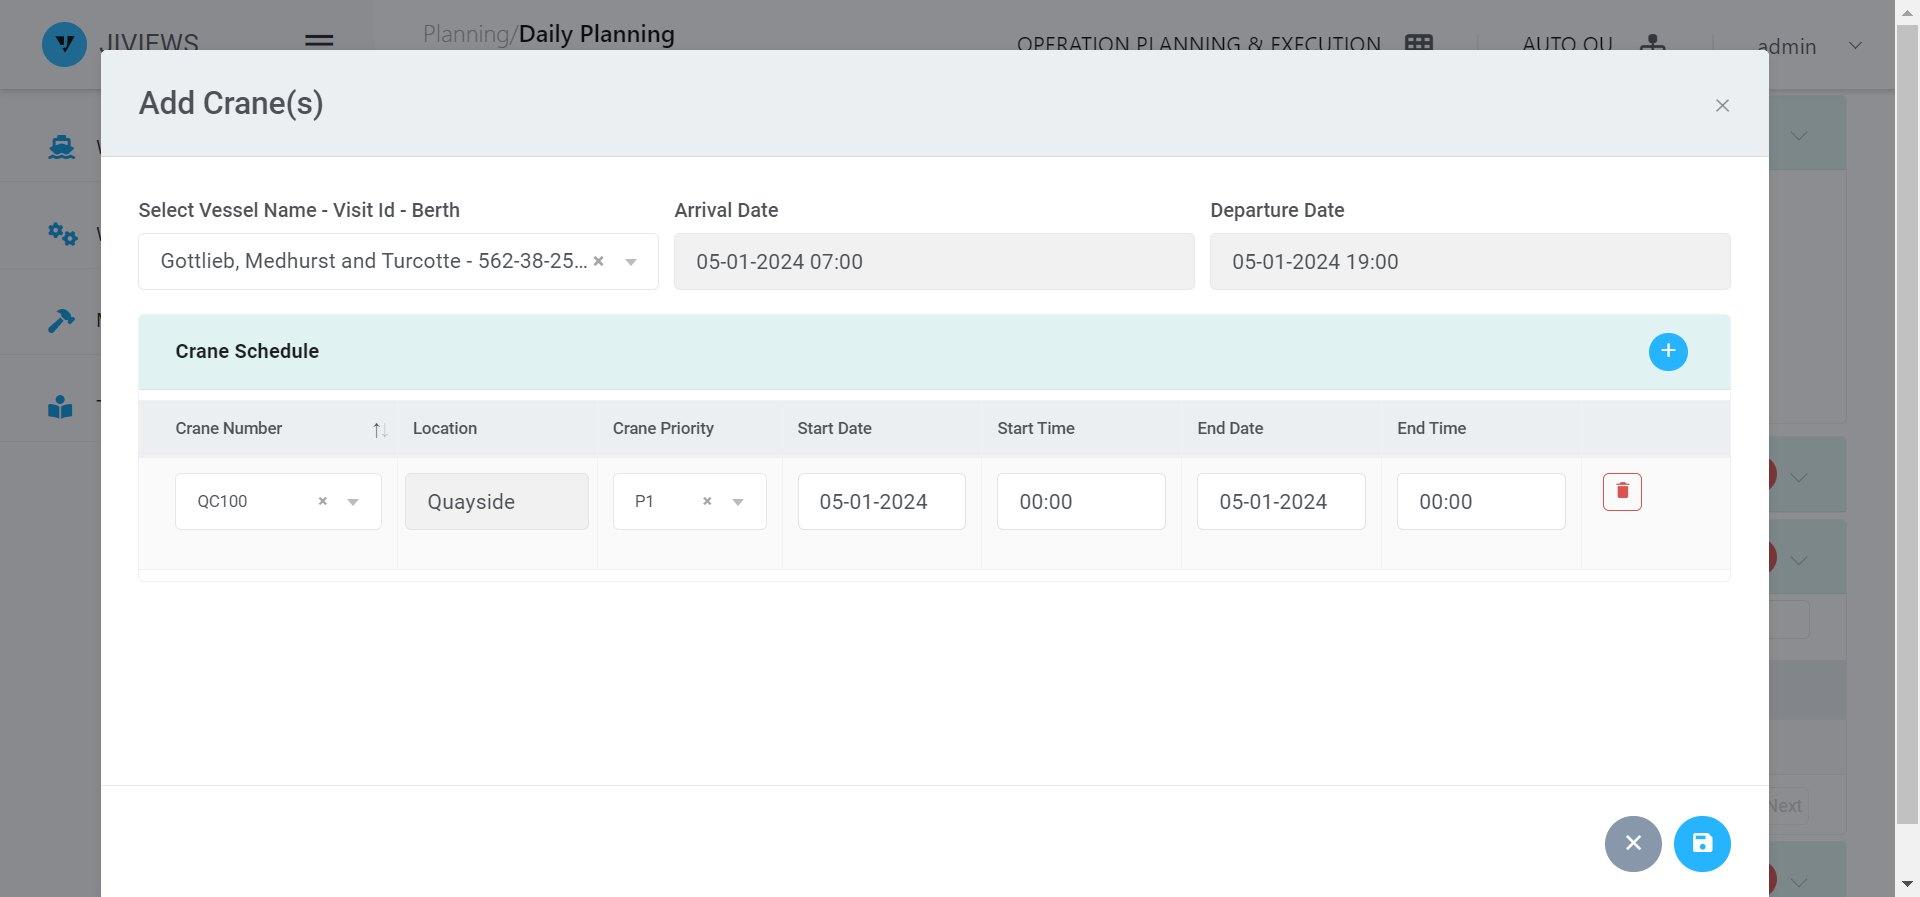 JIVIEWS
Planning/Daily Planning
OPERATION PLANNING & EXECUTION
AUTO OU
admin
Add Crane(s)
Select Vessel Name - Visit Id - Berth
Arrival Date
Departure Date
Gottlieb, Medhurst and Turcotte - 562-38-25...
05-01-2024 07:00
05-01-2024 19:00
Crane Schedule
Crane Number
Location
Crane Priority
Start Date
Start Time
End Date
End Time
QC100
Quayside
P1
05-01-2024
00:00
05-01-2024
00:00
Next